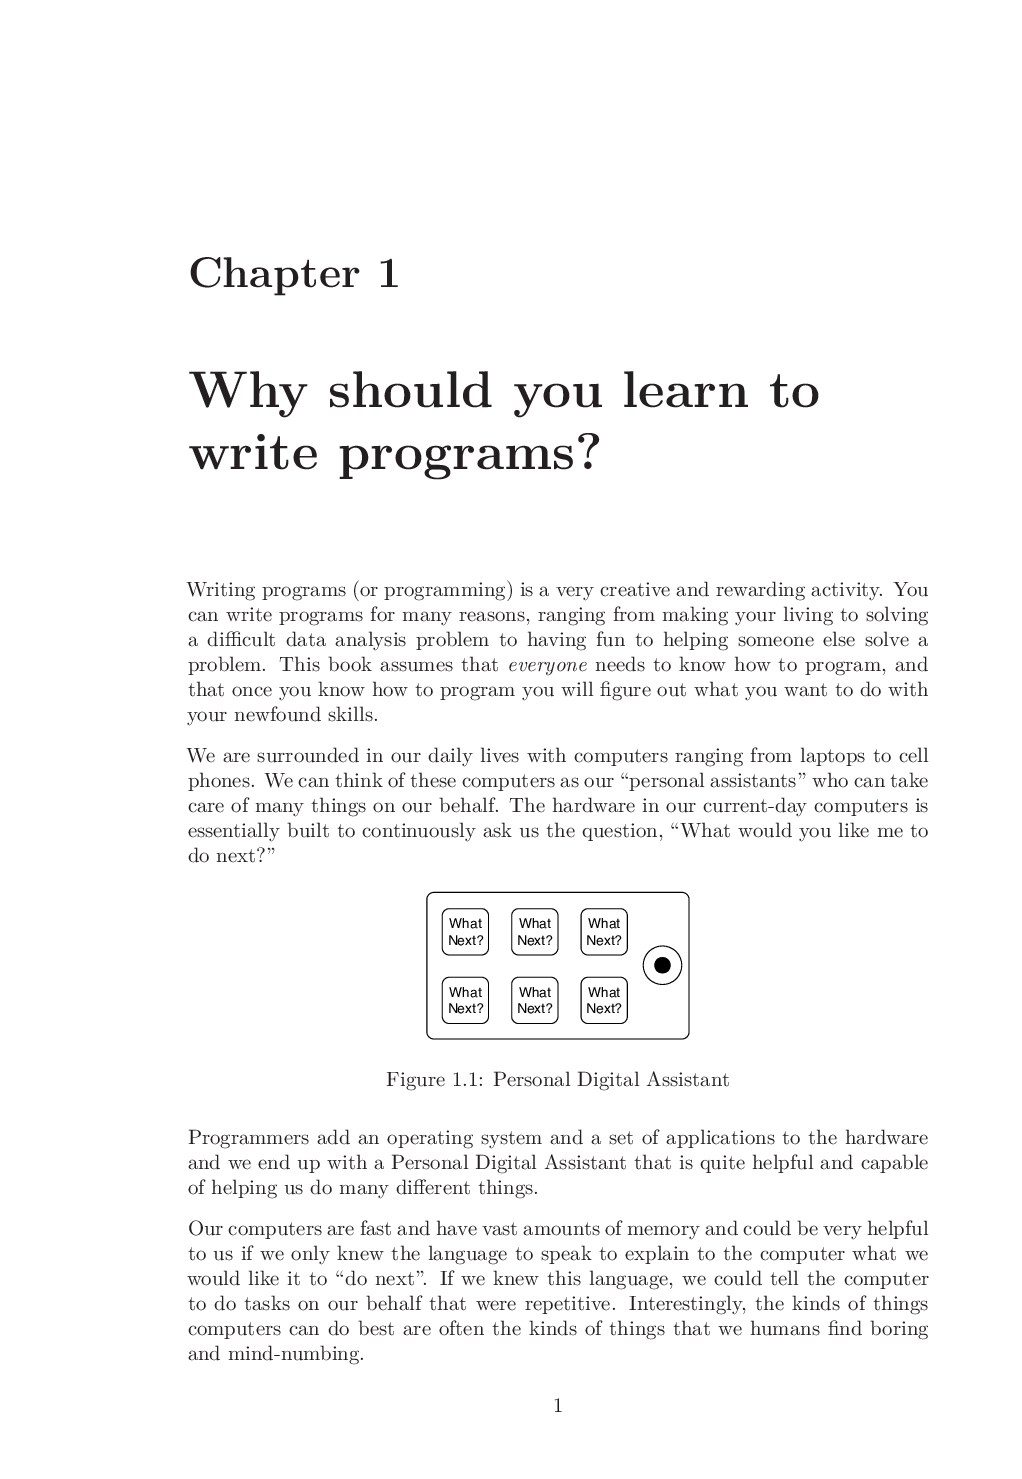 Chapter 1
Why should you learn to
write programs?
Writing programs (or programming) is a very creative and rewarding activity. You
can write programs for many reasons, ranging from making your living to solving
a difficult data analysis problem to having fun to helping someone else solve a
problem. This book assumes that everyone needs to know how to program, and
that once you know how to program you will figure out what you want to do with
your newfound skills.
We are surrounded in our daily lives with computers ranging from laptops to cell
phones. We can think of these computers as our “personal assistants” who can take
care of many things on our behalf. The hardware in our current-day computers is
essentially built to continuously ask us the question, “What would you like me to
do next?”
What What What
Next? Next? Next?
What What What
Next? Next? Next?
Figure 1.1: Personal Digital Assistant
Programmers add an operating system and a set of applications to the hardware
and we end up with a Personal Digital Assistant that is quite helpful and capable
of helping us do many different things.
Our computers are fast and have vast amounts of memory and could be very helpful
to us if we only knew the language to speak to explain to the computer what we
would like it to “do next”. If we knew this language, we could tell the computer
to do tasks on our behalf that were repetitive. Interestingly, the kinds of things
computers can do best are often the kinds of things that we humans find boring
and mind-numbing.
1